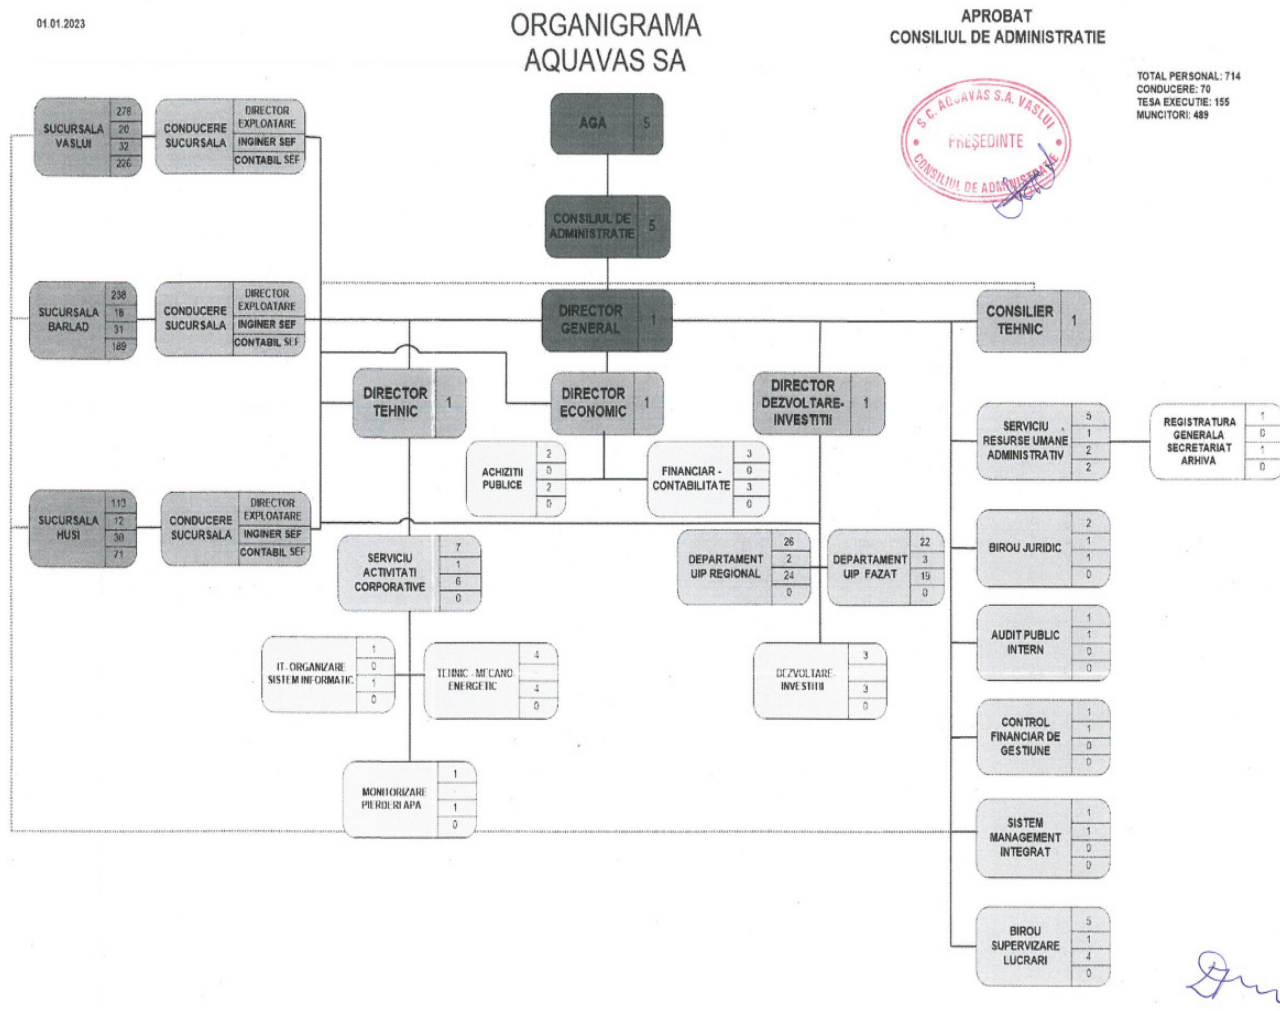 01.01.2023
ORGANIGRAMA
AQUAVAS SA
APROBAT
CONSILIUL DE ADMINISTRATIE
TOTAL PERSONAL: 714
CONDUCERE: 70
TESA EXECUTIE: 155
MUNCITORI: 489
S.C. AQUAVAS S.A. VASLUI
PREȘEDINTE
CONSILIUL DE ADMINISTRATIE
SUCURSALA
VASLUI
278
20
32
226
CONDUCERE
SUCURSALA
DIRECTOR
EXPLOATARE
INGINER SEF
CONTABIL SEF
AGA
5
CONSILIUL DE
ADMINISTRATIE
5
SUCURSALA
BARLAD
238
18
31
189
CONDUCERE
SUCURSALA
DIRECTOR
EXPLOATARE
INGINER SEF
CONTABIL SEF
DIRECTOR
GENERAL
1
CONSILIER
TEHNIC
1
DIRECTOR
TEHNIC
1
DIRECTOR
ECONOMIC
1
DIRECTOR
DEZVOLTARE-
INVESTITII
1
SERVICIU
RESURSE UMANE
ADMINISTRATIV
5
1
2
2
REGISTRATURA
GENERALA
SECRETARIAT
ARHIVA
1
0
1
0
ACHIZITII
PUBLICE
2
0
2
0
FINANCIAR -
CONTABILITATE
3
0
3
0
SUCURSALA
HUSI
113
12
30
71
CONDUCERE
SUCURSALA
DIRECTOR
EXPLOATARE
INGINER SEF
CONTABIL SEF
SERVICIU
ACTIVITATI
CORPORATIVE
7
1
6
0
DEPARTAMENT
UIP REGIONAL
26
2
24
0
DEPARTAMENT
UIP FAZAT
22
3
19
0
BIROU JURIDIC
2
1
1
0
IT- ORGANIZARE
SISTEM INFORMATIC
1
0
1
0
TEHNIC - MECANO
ENERGETIC
4
4
0
DEZVOLTARE-
INVESTITII
3
3
0
AUDIT PUBLIC
INTERN
1
1
0
0
CONTROL
FINANCIAR DE
GESTIUNE
1
1
0
0
MONITORIZARE
PIERDERI APA
1
-
1
0
SISTEM
MANAGEMENT
INTEGRAT
1
1
0
0
BIROU
SUPERVIZARE
LUCRARI
5
1
4
0